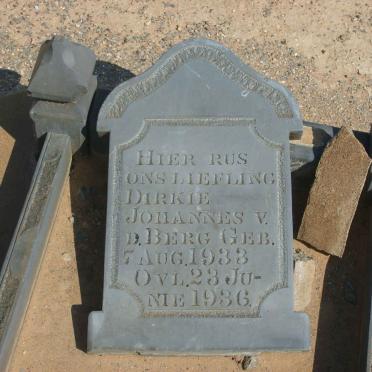 HIER RUS
ONS LIEFLING
DIRKIE
JOHANNES V.
D. BERG GEB.
7 AUG. 1933
OVL. 23 JU-
NIE 1936.